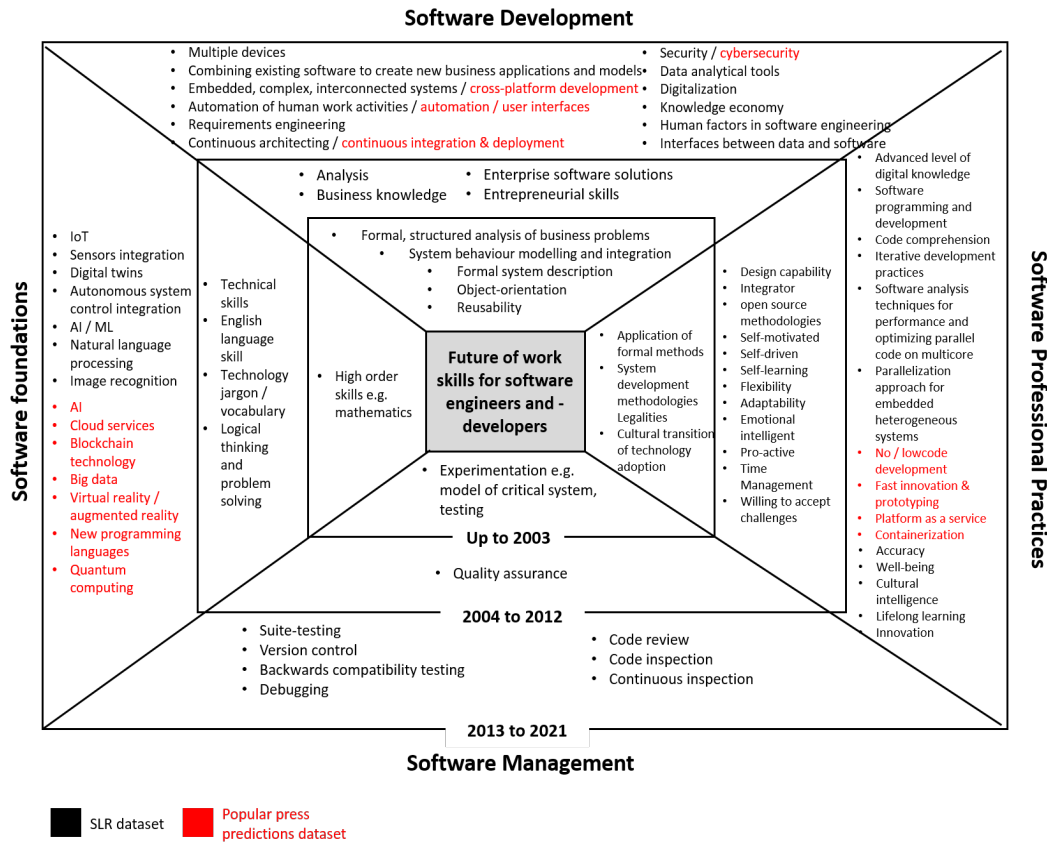 Software Development
• Multiple devices
• Combining existing software to create new business applications and models
• Embedded, complex, interconnected systems / cross-platform development
• Automation of human work activities / automation / user interfaces
• Requirements engineering
• Continuous architecting / continuous integration & deployment
• Security / cybersecurity
• Data analytical tools
• Digitalization
• Knowledge economy
• Human factors in software engineering
• Interfaces between data and software
• Analysis
• Business knowledge
• Enterprise software solutions
• Entrepreneurial skills
• Formal, structured analysis of business problems
• System behaviour modelling and integration
• Formal system description
• Object-orientation
• Reusability
Software foundations
• IoT
• Sensors integration
• Digital twins
• Autonomous system
control integration
• AI / ML
• Natural language
processing
• Image recognition
• AI
• Cloud services
• Blockchain
technology
• Big data
• Virtual reality /
augmented reality
• New programming
languages
• Quantum
computing
• Technical
skills
• English
language
skill
• Technology
jargon /
vocabulary
• Logical
thinking
and
problem
solving
• High order
skills e.g.
mathematics
Future of work
skills for software
engineers and -
developers
• Application of
formal methods
• System
development
methodologies
Legalities
• Cultural transition
of technology
adoption
• Design capability
• Integrator
• open source
methodologies
• Self-motivated
• Self-driven
• Self-learning
• Flexibility
• Adaptability
• Emotional
intelligent
• Pro-active
• Time
Management
• Willing to accept
challenges
• Advanced level of
digital knowledge
• Software
programming and
development
• Code comprehension
• Iterative development
practices
• Software analysis
techniques for
performance and
optimizing parallel
code on multicore
• Parallelization
approach for
embedded
heterogeneous
systems
• No / lowcode
development
• Fast innovation &
prototyping
• Platform as a service
• Containerization
• Accuracy
• Well-being
• Cultural
intelligence
• Lifelong learning
• Innovation
Software Professional Practices
• Experimentation e.g.
model of critical system,
testing
Up to 2003
• Quality assurance
2004 to 2012
• Suite-testing
• Version control
• Backwards compatibility testing
• Debugging
• Code review
• Code inspection
• Continuous inspection
2013 to 2021
Software Management
SLR dataset
Popular press
predictions dataset